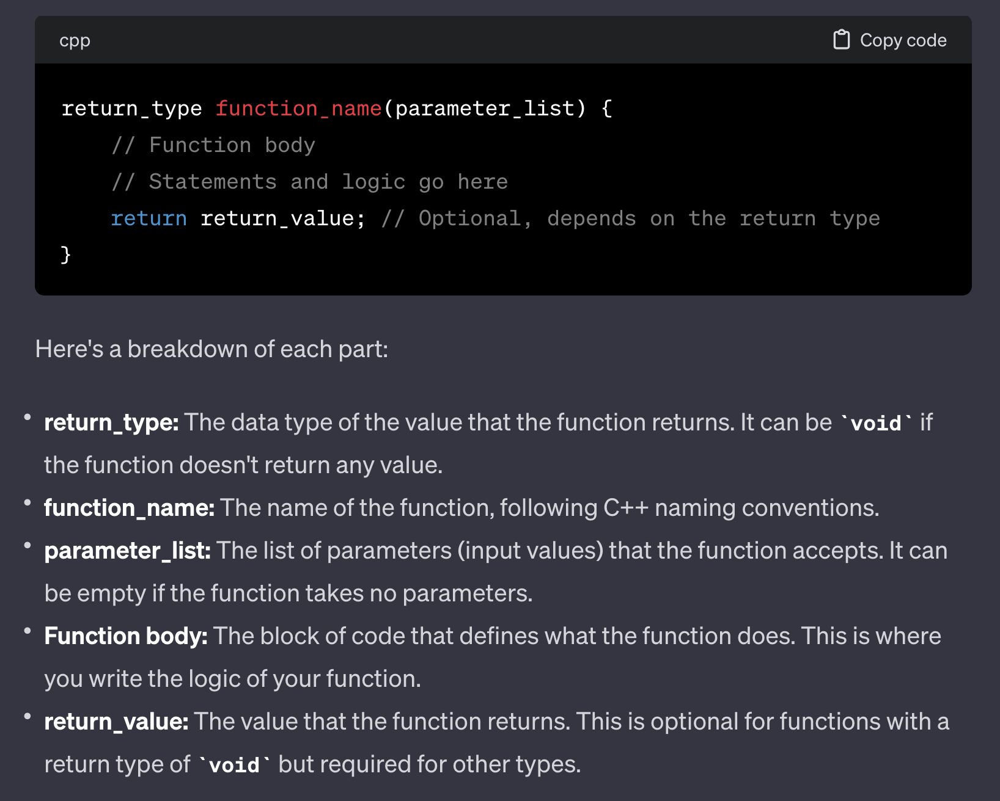 cpp
Copy code
return_type function_name(parameter_list) {
    // Function body
    // Statements and logic go here
    return return_value; // Optional, depends on the return type
}
Here's a breakdown of each part:
• return_type: The data type of the value that the function returns. It can be `void` if
the function doesn't return any value.
• function_name: The name of the function, following C++ naming conventions.
• parameter_list: The list of parameters (input values) that the function accepts. It can
be empty if the function takes no parameters.
• Function body: The block of code that defines what the function does. This is where
you write the logic of your function.
• return_value: The value that the function returns. This is optional for functions with a
return type of `void` but required for other types.